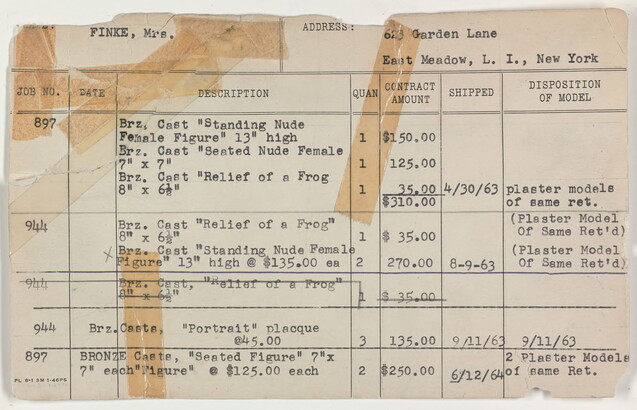 FINKE, Mrs. ADDRESS: 623 Garden Lane
East Meadow, L. I., New York
JOB NO. DATE DESCRIPTION QUAN CONTRACT AMOUNT SHIPPED DISPOSITION OF MODEL
897 Brz. Cast "Standing Nude
Female Figure" 13" high 1 $150.00
Brz. Cast "Seated Nude Female
7" x 7" 1 125.00
Brz. Cast "Relief of a Frog
8" x 6½" 1 35.00 4/30/63 plaster models
$310.00 of same ret.
944 Brz. Cast "Relief of a Frog" (Plaster Model
8" x 6½" 1 $ 35.00 Of Same Ret'd)
Brz. Cast "Standing Nude Female (Plaster Model
Figure" 13" high @ $135.00 ea 2 270.00 8-9-63 Of Same Ret'd)
944 Brz. Cast, "Relief of a Frog"
8" x 6½" 1 $ 35.00
944 Brz.Casts, "Portrait" placque
@45.00 3 135.00 9/11/63 9/11/63
897 BRONZE Casts, "Seated Figure" 7"x 2 Plaster Models
7" each"Figure" @ $125.00 each 2 $250.00 6/12/64 of same Ret.